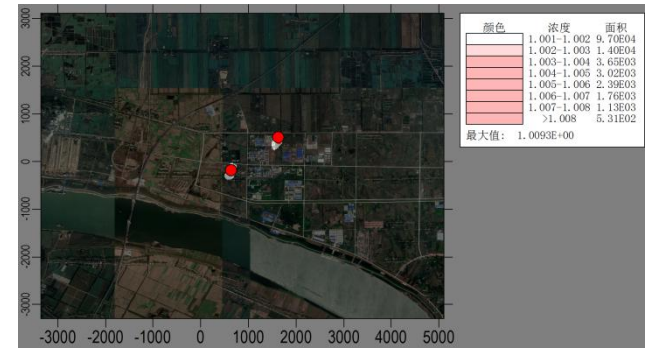 颜色 浓度 面积
1.001-1.002 9.70E04
1.002-1.003 1.40E04
1.003-1.004 3.65E03
1.004-1.005 3.02E03
1.005-1.006 2.39E03
1.006-1.007 1.76E03
1.007-1.008 1.13E03
>1.008 5.31E02
最大值: 1.0093E+00
3000
2000
1000
0
-1000
-2000
-3000
-3000 -2000 -1000 0 1000 2000 3000 4000 5000